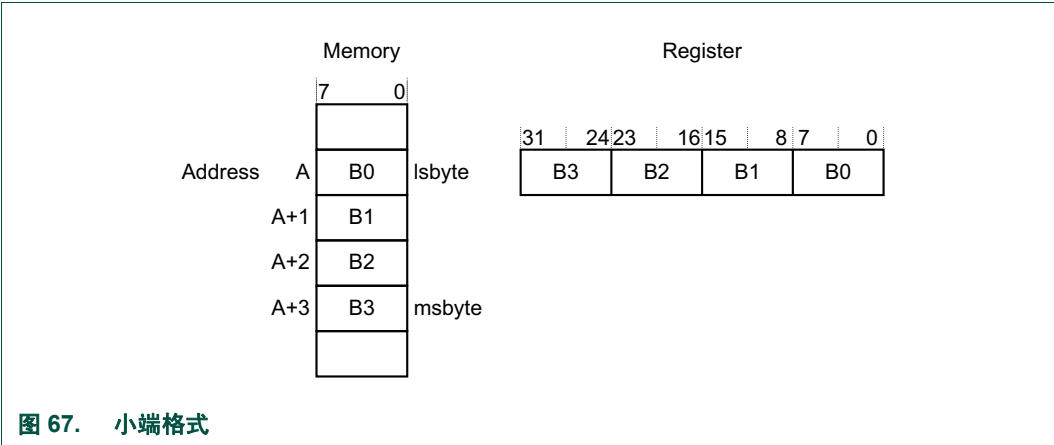 Memory Register
7 0
31 24 23 16 15 8 7 0
Address A B0 lsbyte B3 B2 B1 B0
A+1 B1
A+2 B2
A+3 B3 msbyte
图 67. 小端格式